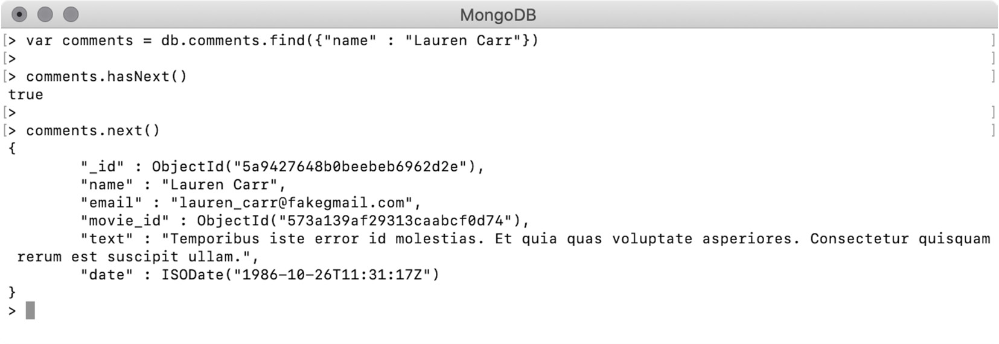 MongoDB
[> var comments = db.comments.find({"name" : "Lauren Carr"}) ]
[> ]
[> comments.hasNext() ]
true
[> ]
[> comments.next() ]
{
"_id" : ObjectId("5a9427648b0beebeb6962d2e"),
"name" : "Lauren Carr",
"email" : "lauren_carr@fakegmail.com",
"movie_id" : ObjectId("573a139af29313caabcf0d74"),
"text" : "Temporibus iste error id molestias. Et quia quas voluptate asperiores. Consectetur quisquam
rerum est suscipit ullam.",
"date" : ISODate("1986-10-26T11:31:17Z")
}
>